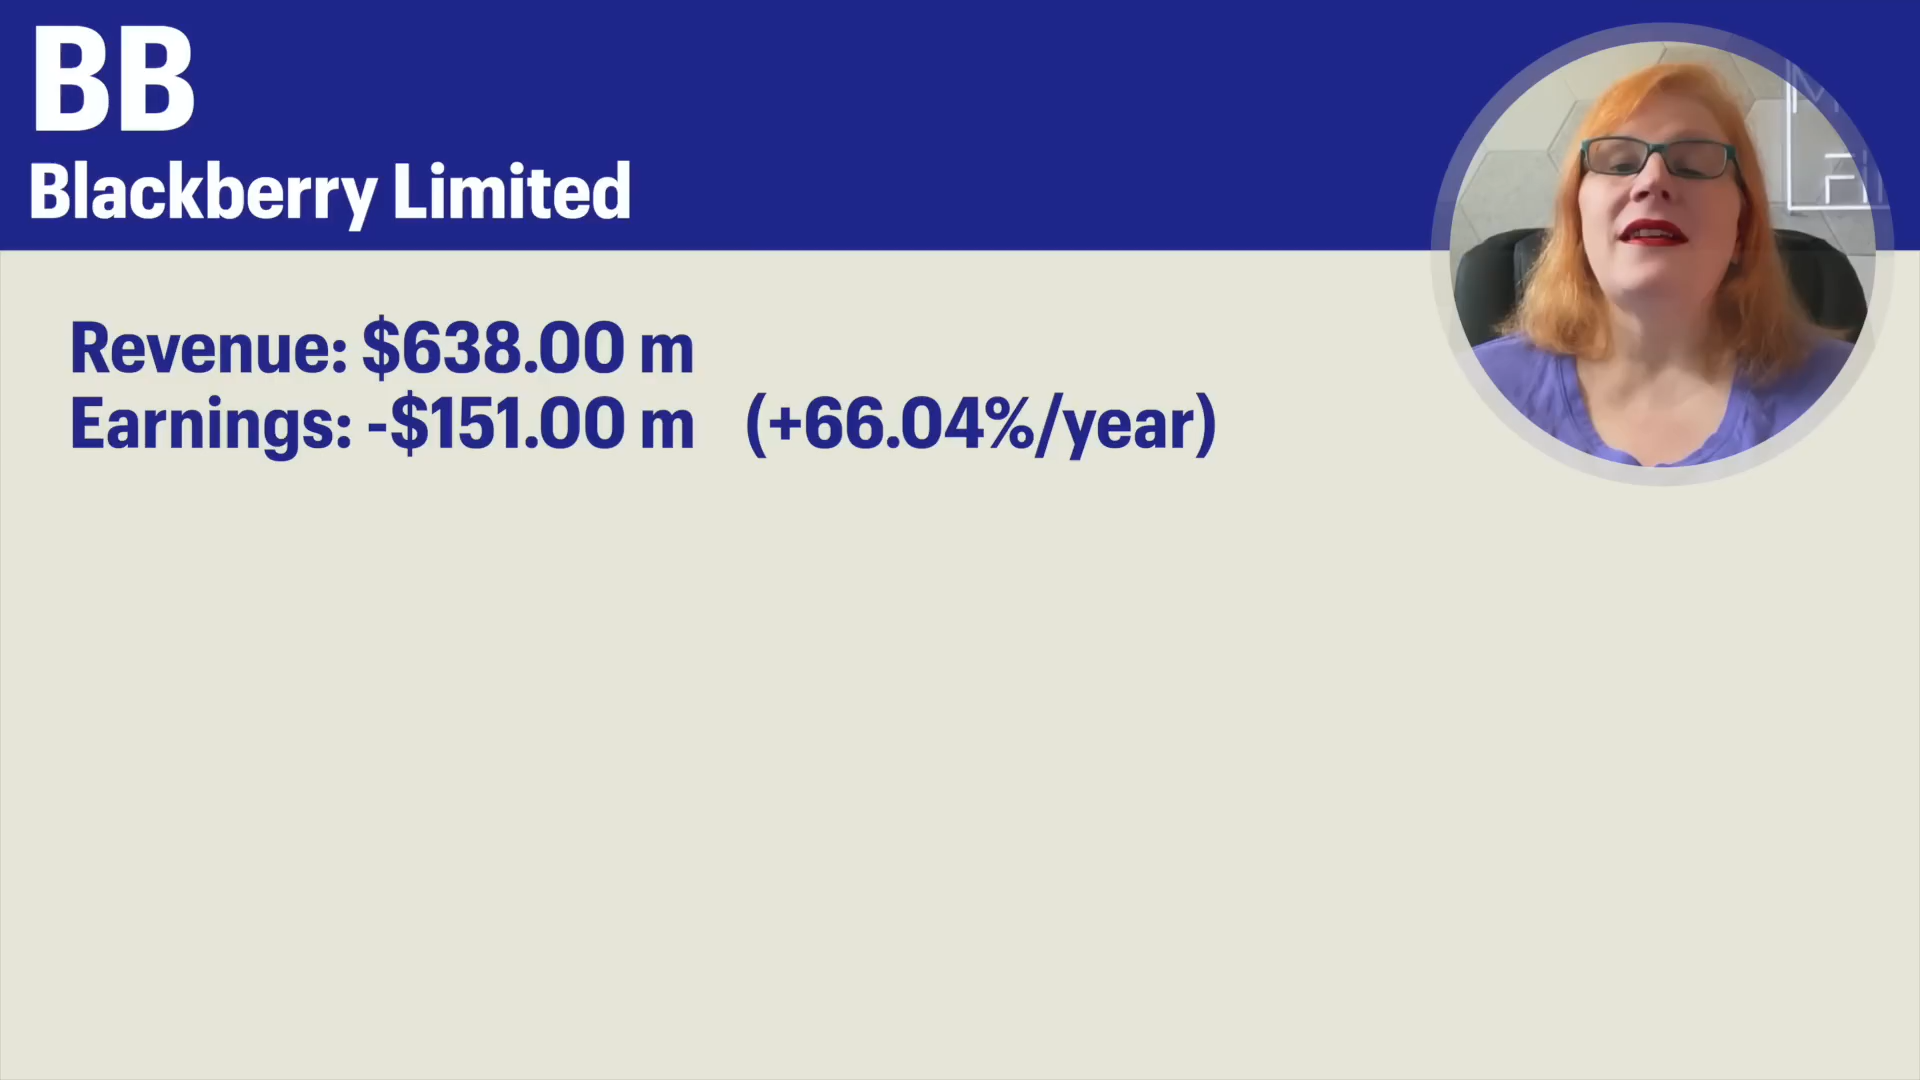 BB
Blackberry Limited
Revenue: $638.00 m
Earnings: -$151.00 m (+66.04%/year)